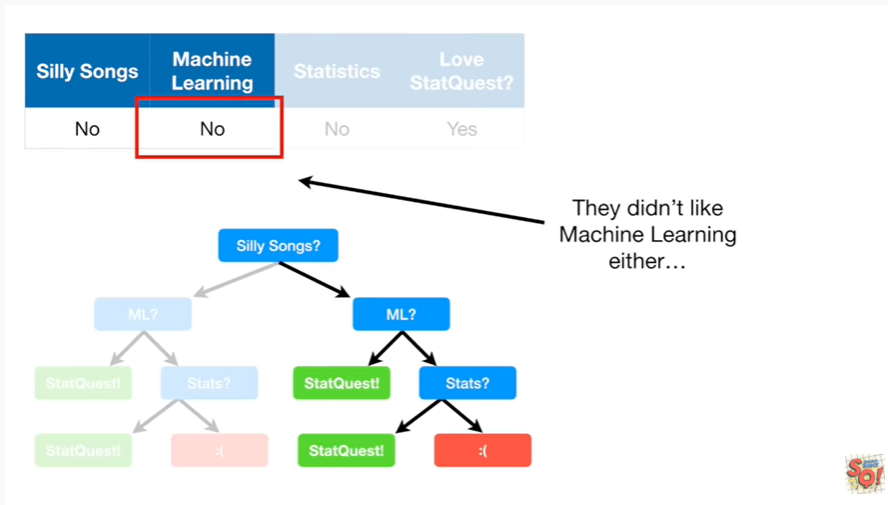 Silly Songs
Machine
Learning
Statistics
Love
StatQuest?
No
No
No
Yes
They didn’t like
Machine Learning
either…
Silly Songs?
ML?
ML?
StatQuest!
Stats?
StatQuest!
Stats?
StatQuest!
:(
StatQuest!
:(
SQ!